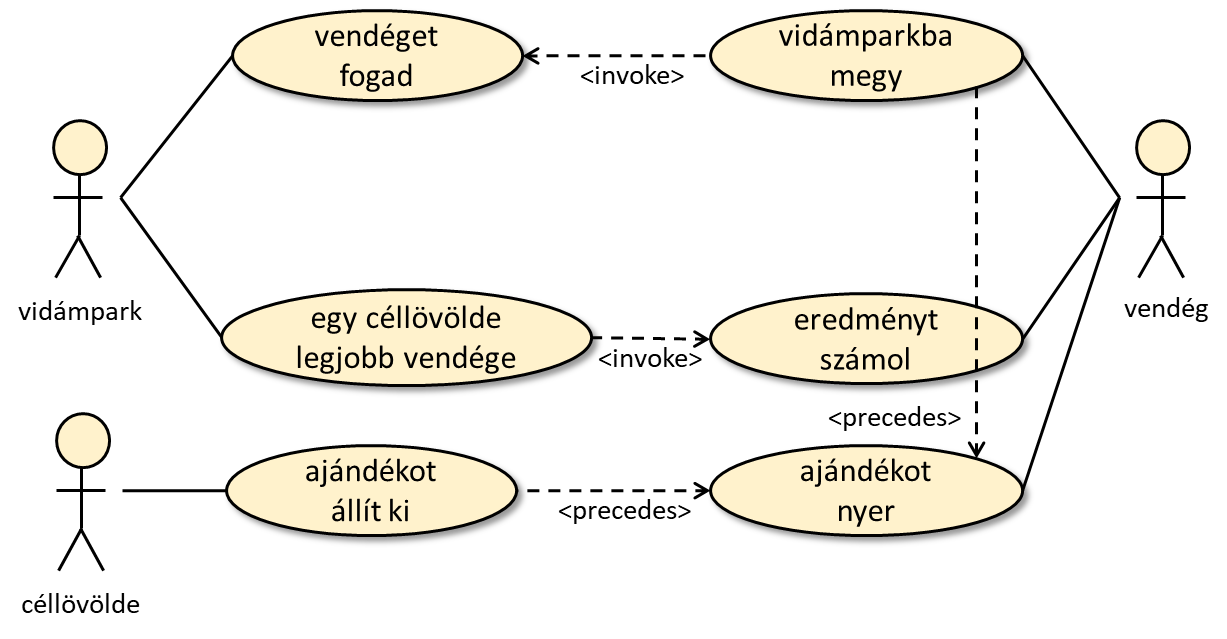 vendéget
fogad
<invoke>
vidámparkba
megy
vidámpark
vendég
egy céllövölde
legjobb vendége
<invoke>
eredményt
számol
<precedes>
ajándékot
állít ki
<precedes>
ajándékot
nyer
céllövölde